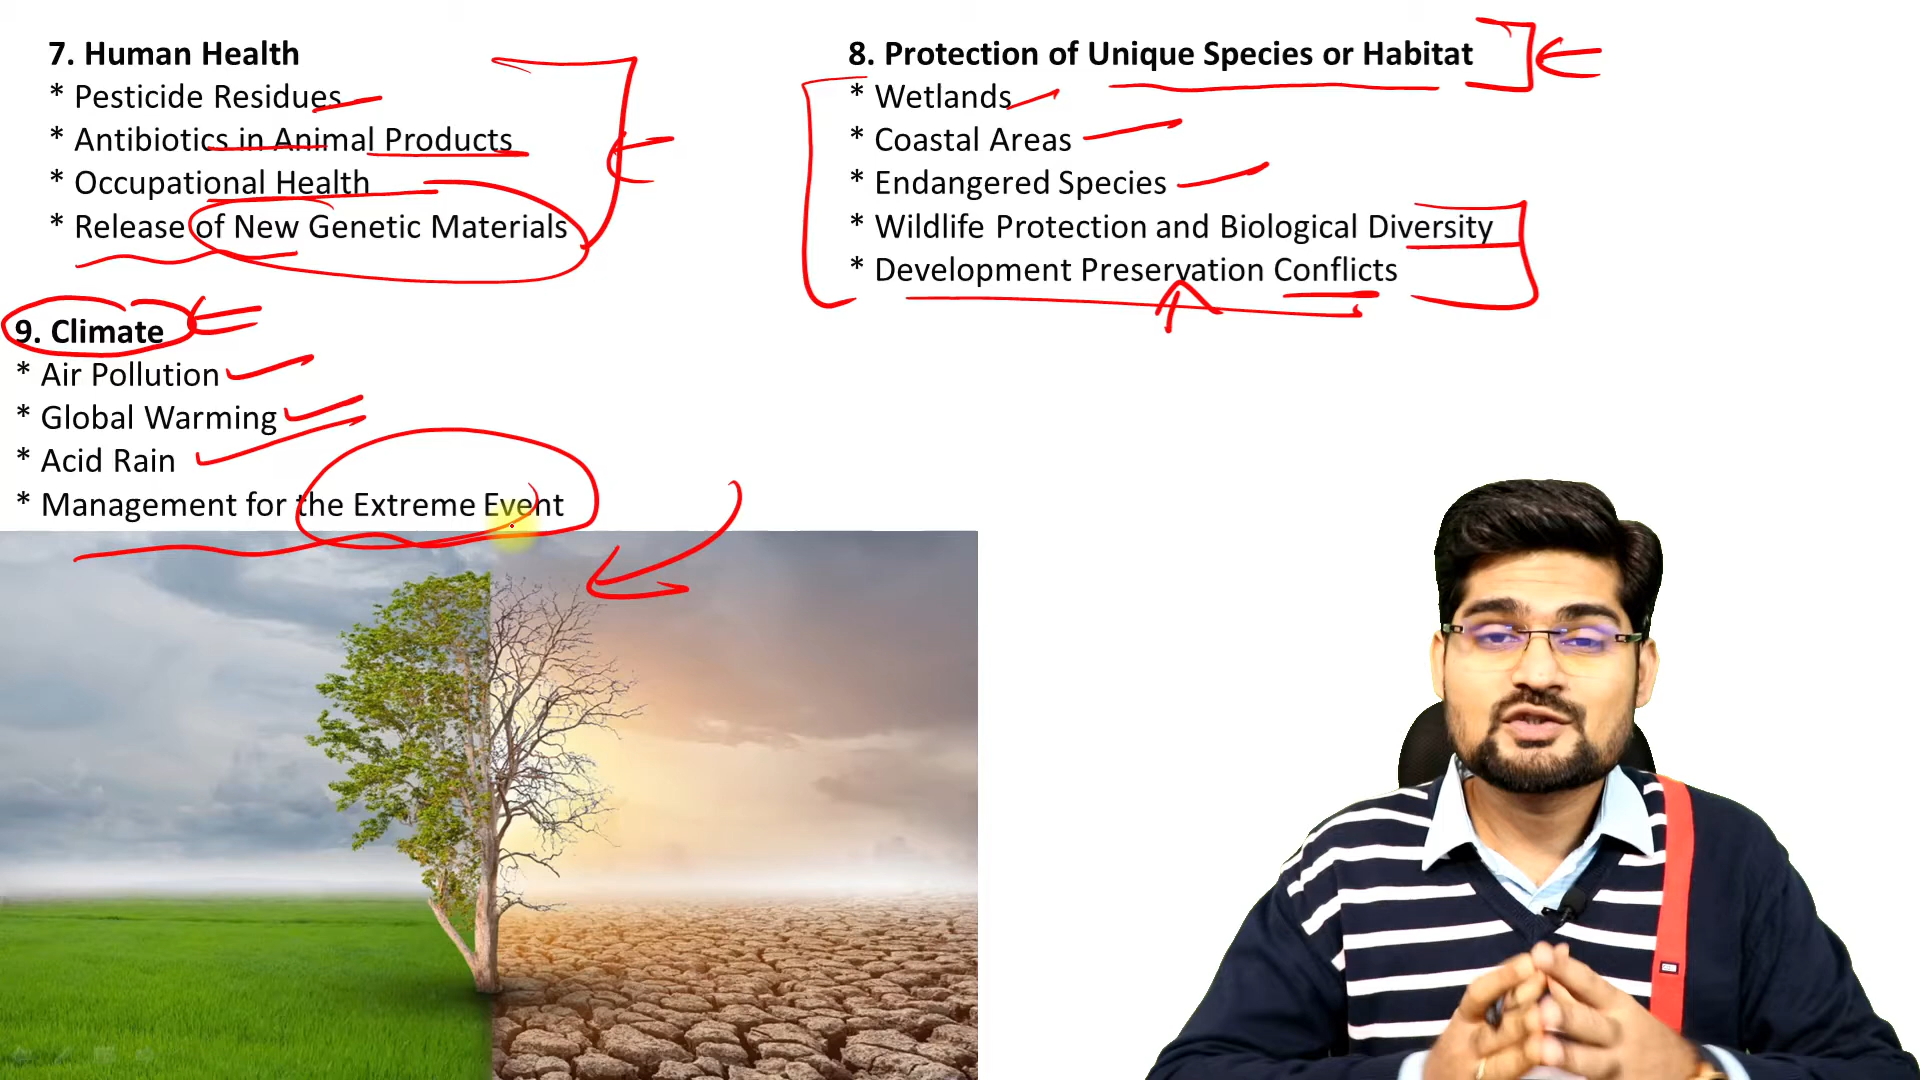 7. Human Health
* Pesticide Residues
* Antibiotics in Animal Products
* Occupational Health
* Release of New Genetic Materials
8. Protection of Unique Species or Habitat
* Wetlands
* Coastal Areas
* Endangered Species
* Wildlife Protection and Biological Diversity
* Development Preservation Conflicts
9. Climate
* Air Pollution
* Global Warming
* Acid Rain
* Management for the Extreme Event